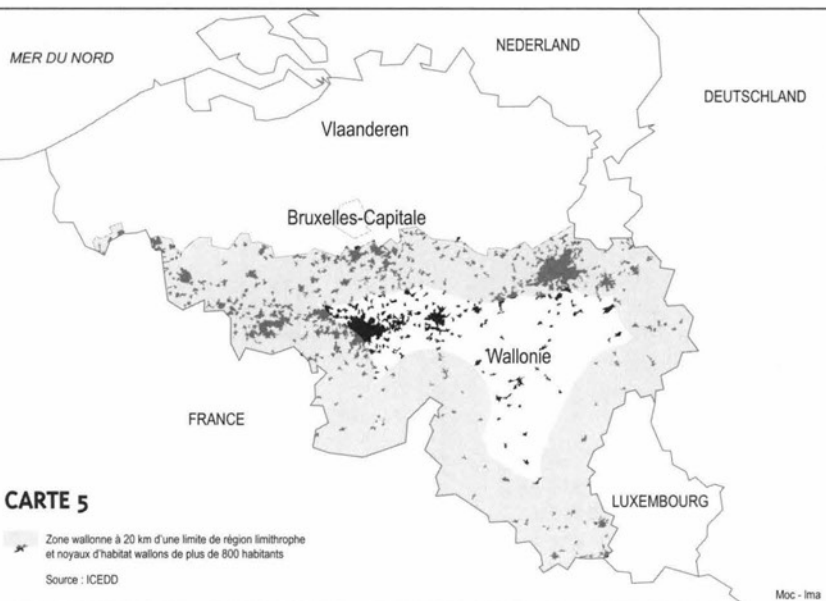 MER DU NORD
NEDERLAND
DEUTSCHLAND
Vlaanderen
Bruxelles-Capitale
Wallonie
FRANCE
LUXEMBOURG
CARTE 5
Zone wallonne à 20 km d'une limite de région limithrophe
et noyaux d'habitat wallons de plus de 800 habitants
Source : ICEDD
Moc - Ima